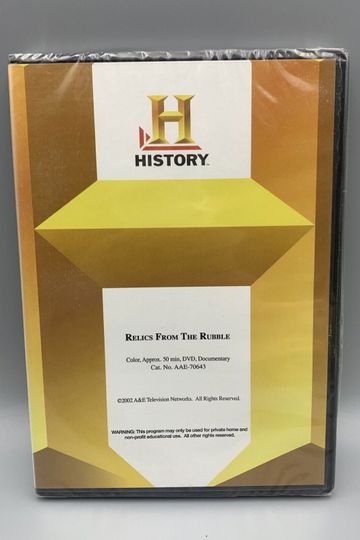 H
HISTORY
RELICS FROM THE RUBBLE
Color, Approx. 50 min, DVD, Documentary
Cat. No. AAE-70643
©2002 A&E Television Networks. All Rights Reserved.
WARNING: This program may only be used for private home and
non-profit educational use. All other rights reserved.